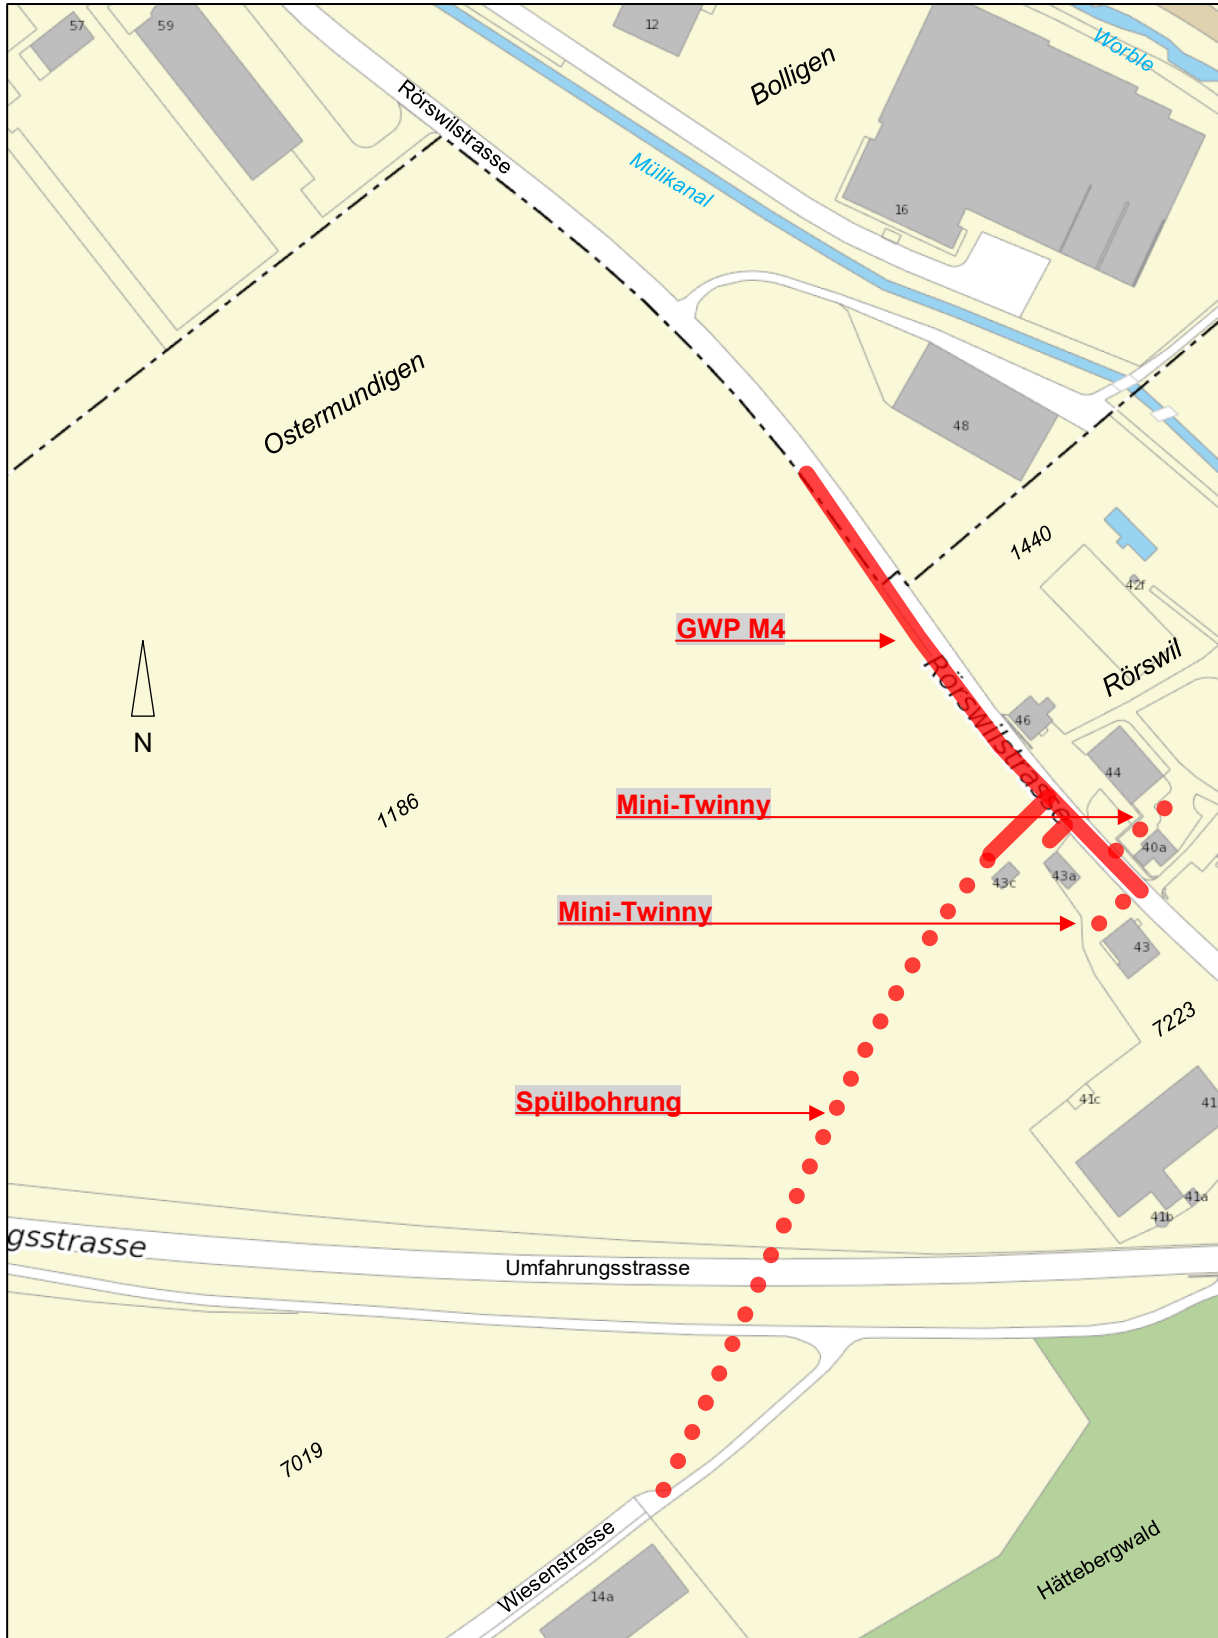 57
59
12
Worble
Bolligen
Rörswilstrasse
Mülikanal
16
Ostermundigen
48
1440
42f
GWP M4
Rörswil
Rörswilstrasse
46
N
44
1186
Mini-Twinny
40a
43c
43a
Mini-Twinny
43
7223
Spülbohrung
41c
41
41a
41b
gsstrasse
Umfahrungsstrasse
7019
Wiesenstrasse
Hättebergwald
14a